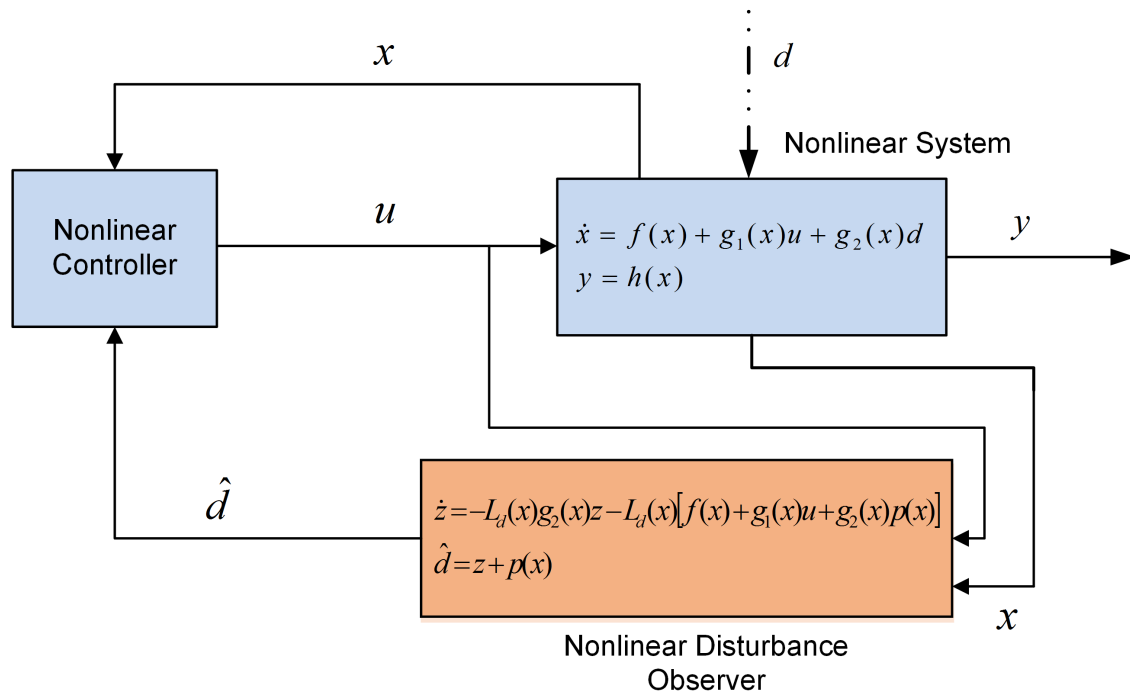 x
d
Nonlinear System
Nonlinear
Controller
u
ẋ = f(x) + g₁(x)u + g₂(x)d
y = h(x)
y
d̂
ż=-L_d(x)g₂(x)z-L_d(x)[f(x)+g₁(x)u+g₂(x)p(x)]
d̂=z+p(x)
x
Nonlinear Disturbance
Observer